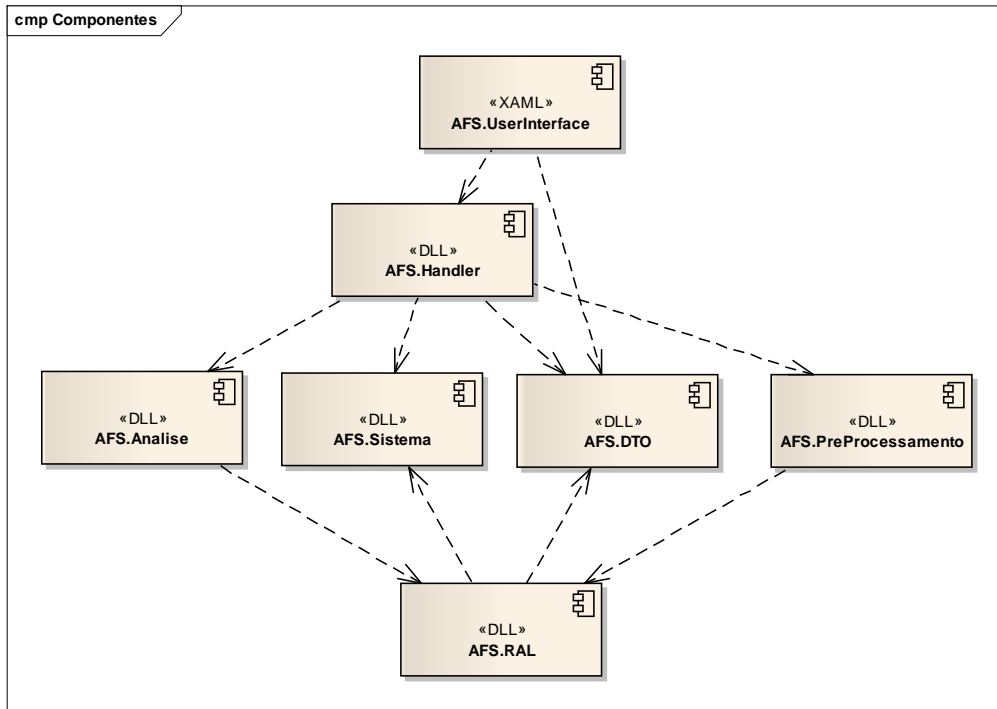 cmp Componentes
«XAML»
AFS.UserInterface
«DLL»
AFS.Handler
«DLL»
AFS.Analise
«DLL»
AFS.Sistema
«DLL»
AFS.DTO
«DLL»
AFS.PreProcessamento
«DLL»
AFS.RAL